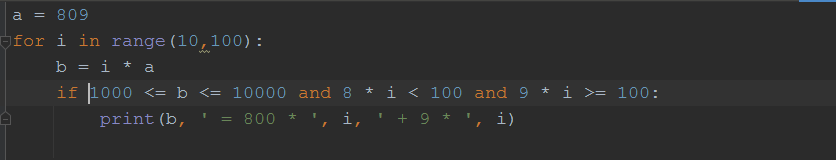 a = 809
for i in range(10,100):
    b = i * a
    if 1000 <= b <= 10000 and 8 * i < 100 and 9 * i >= 100:
        print(b, ' = 800 * ', i, ' + 9 * ', i)